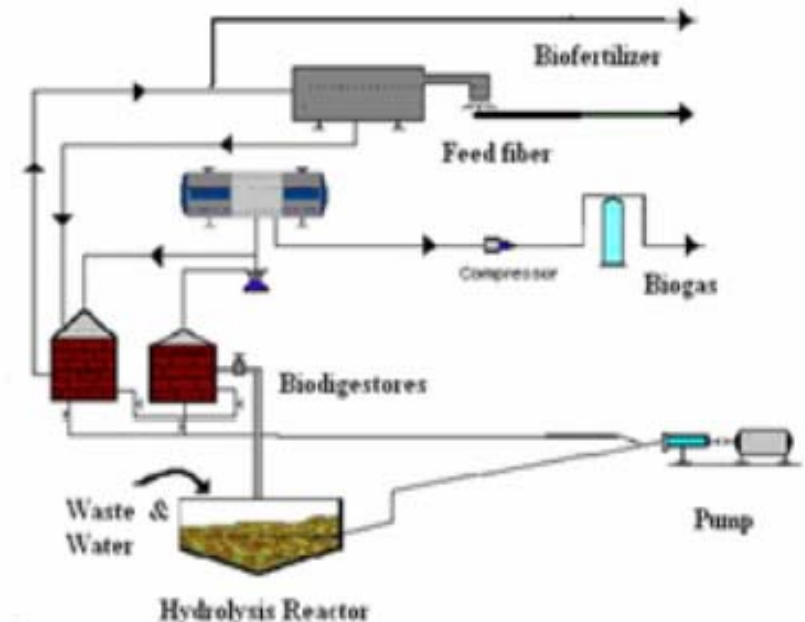 Biofertilizer
Feed fiber
Compressor
Biogas
Biodigestores
Waste &
Water
Pump
Hydrolysis Reactor